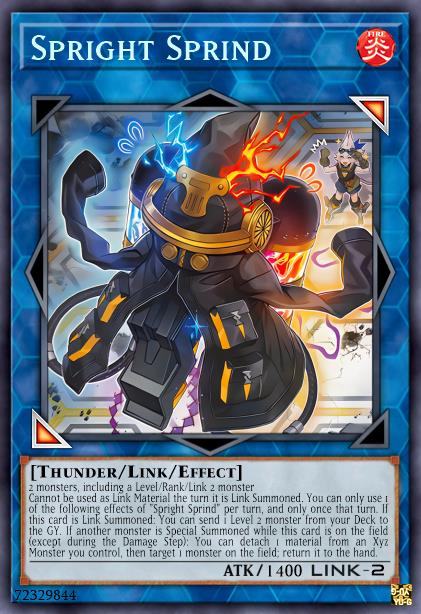 SPRIGHT SPRIND
FIRE
炎
[THUNDER/LINK/EFFECT]
2 monsters, including a Level/Rank/Link 2 monster
Cannot be used as Link Material the turn it is Link Summoned. You can only use 1
of the following effects of "Spright Sprind" per turn, and only once that turn. If
this card is Link Summoned: You can send 1 Level 2 monster from your Deck to
the GY. If another monster is Special Summoned while this card is on the field
(except during the Damage Step): You can detach 1 material from an Xyz
Monster you control, then target 1 monster on the field; return it to the hand.
ATK/1400 LINK-2
72329844